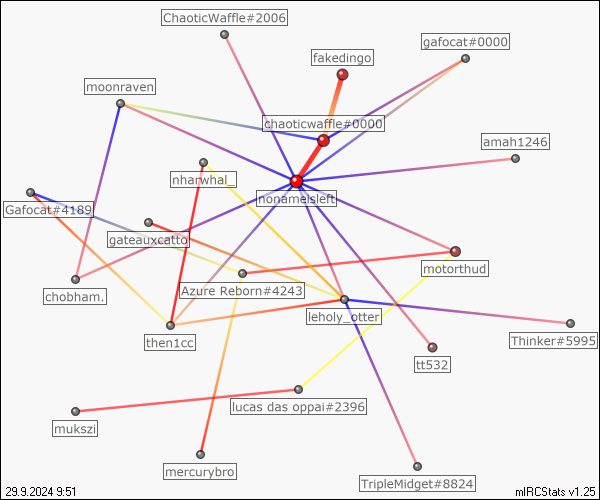 ChaoticWaffle#2006
gafocat#0000
fakedingo
moonraven
chaoticwaffle#0000
amah1246
nharwhal_
nonameisleft
Gafocat#4189
gateauxcatto
motorthud
Azure Reborn#4243
chobham.
leholy_otter
then1cc
Thinker#5995
tt532
lucas das oppai#2396
mukszi
mercurybro
TripleMidget#8824
29.9.2024 9:51
mIRCStats v1.25